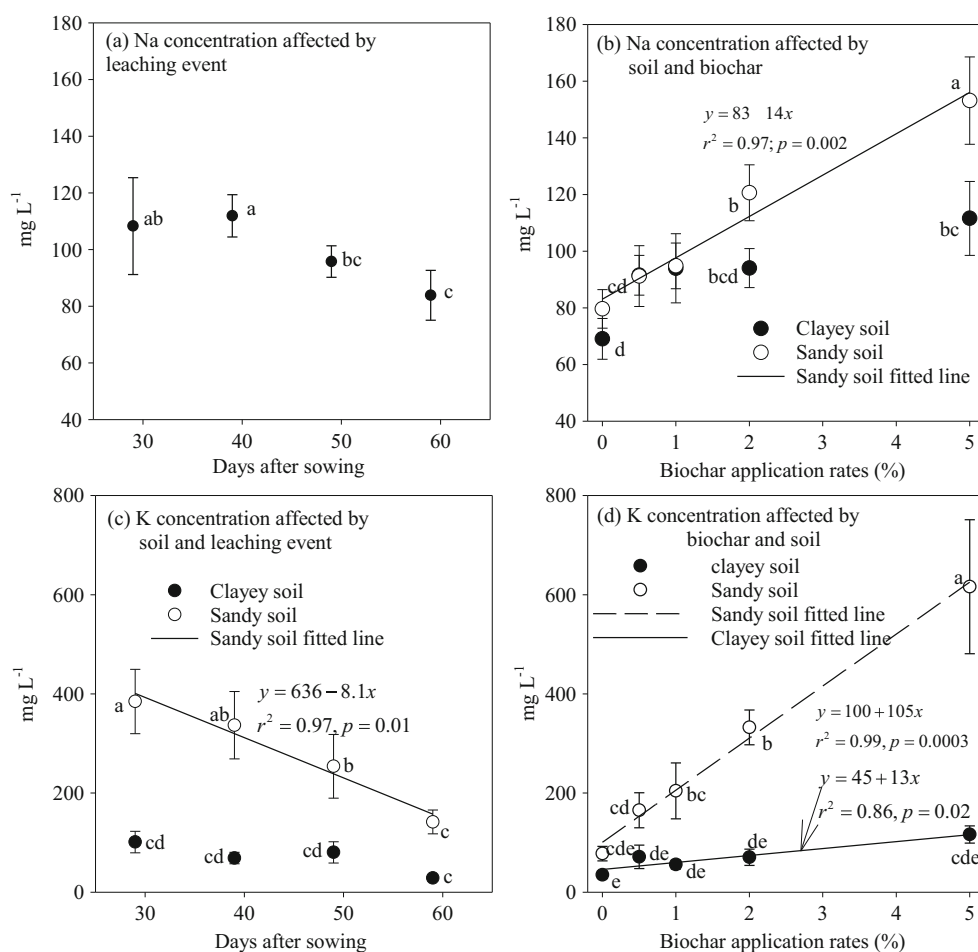 (a) Na concentration affected by
leaching event
mg L⁻¹
180
160
140
120
100
80
60
40
ab
a
bc
c
30
40
50
60
Days after sowing
(b) Na concentration affected by
soil and biochar
mg L⁻¹
180
160
140
120
100
80
60
40
y = 83 14x
r² = 0.97; p = 0.002
a
b
cd
bcd
bc
d
Clayey soil
Sandy soil
Sandy soil fitted line
0
1
2
3
4
5
Biochar application rates (%)
(c) K concentration affected by
soil and leaching event
mg L⁻¹
800
600
400
200
0
Clayey soil
Sandy soil
Sandy soil fitted line
y = 636 − 8.1x
r² = 0.97, p = 0.01
a
ab
b
c
cd
cd
cd
c
30
40
50
60
Days after sowing
(d) K concentration affected by
biochar and soil
mg L⁻¹
800
600
400
200
0
clayey soil
Sandy soil
Sandy soil fitted line
Clayey soil fitted line
a
y = 100 + 105x
r² = 0.99, p = 0.0003
y = 45 + 13x
r² = 0.86, p = 0.02
b
cd
bc
cde
de
de
de
cde
e
0
1
2
3
4
5
Biochar application rates (%)